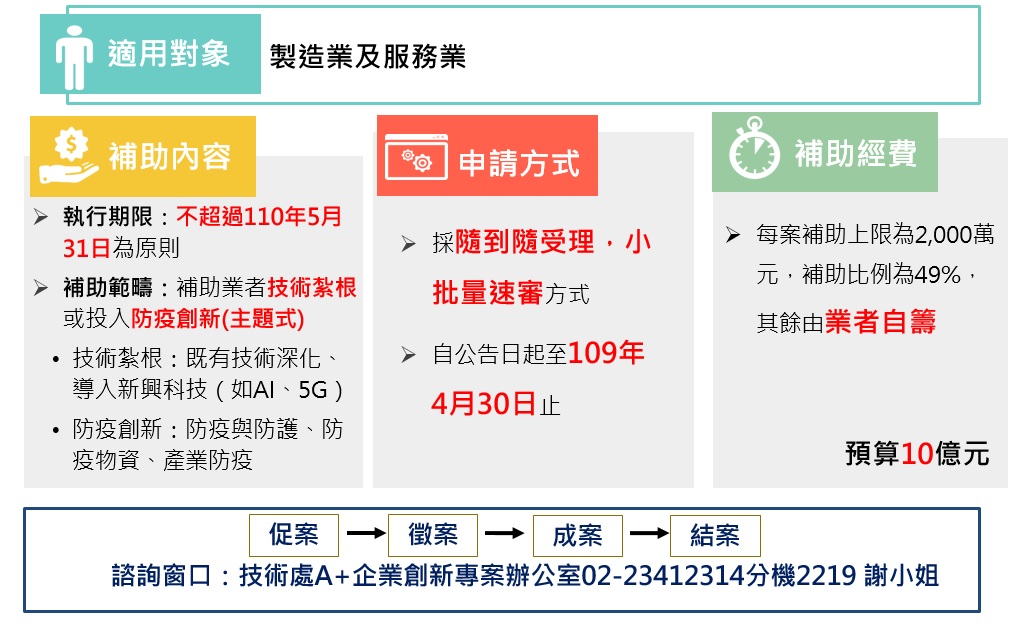 適用對象
製造業及服務業
補助內容
➢ 執行期限：不超過110年5月
31日為原則
➢ 補助範疇：補助業者技術紮根
或投入防疫創新(主題式)
• 技術紮根：既有技術深化、
導入新興科技（如AI、5G）
• 防疫創新：防疫與防護、防
疫物資、產業防疫
申請方式
➢ 採隨到隨受理，小
批量速審方式
➢ 自公告日起至109年
4月30日止
補助經費
➢ 每案補助上限為2,000萬
元，補助比例為49%，
其餘由業者自籌
預算10億元
促案 → 徵案 → 成案 → 結案
諮詢窗口：技術處A+企業創新專案辦公室02-23412314分機2219 謝小姐